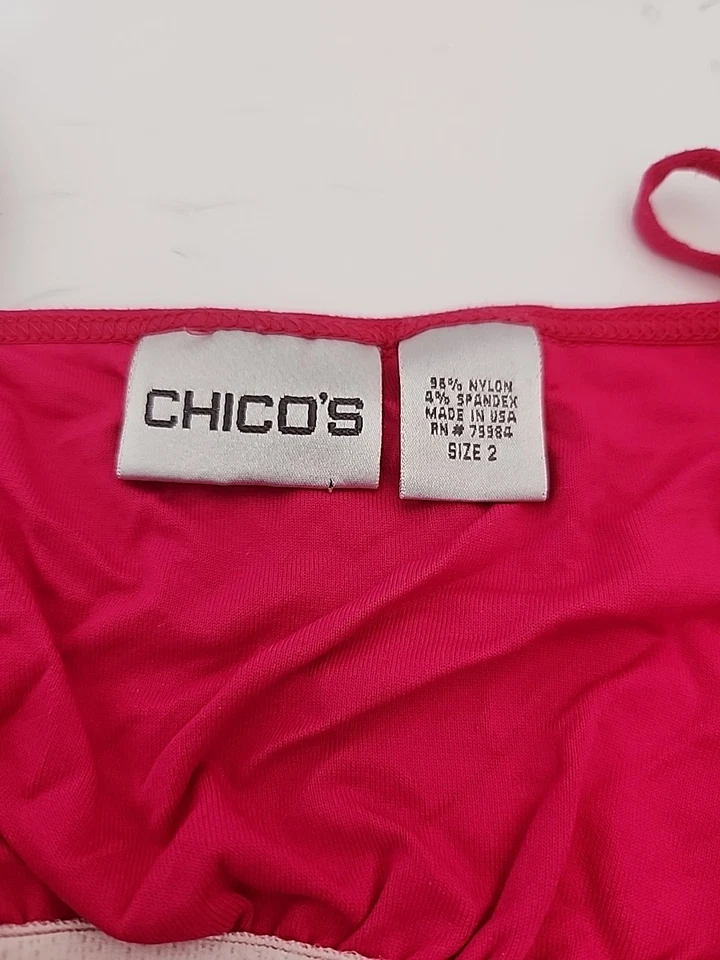 CHICO'S
96% NYLON
4% SPANDEX
MADE IN USA
RN # 79984
SIZE 2